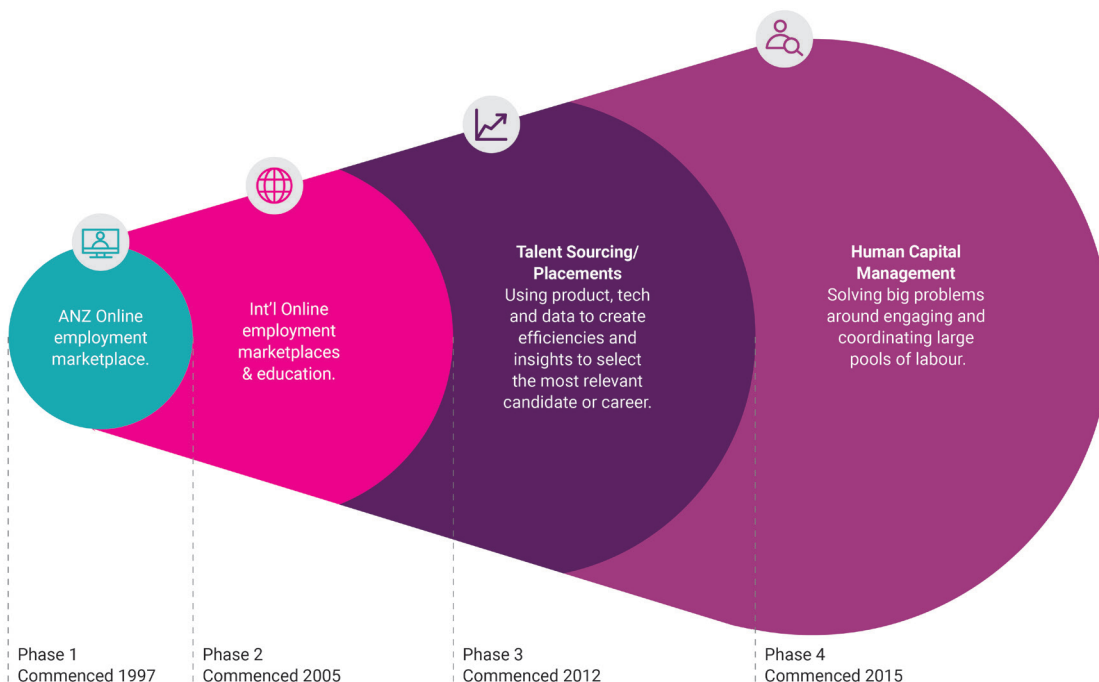 ANZ Online
employment
marketplace.
Int'l Online
employment
marketplaces
& education.
Talent Sourcing/
Placements
Using product, tech
and data to create
efficiencies and
insights to select
the most relevant
candidate or career.
Human Capital
Management
Solving big problems
around engaging and
coordinating large
pools of labour.
Phase 1
Commenced 1997
Phase 2
Commenced 2005
Phase 3
Commenced 2012
Phase 4
Commenced 2015